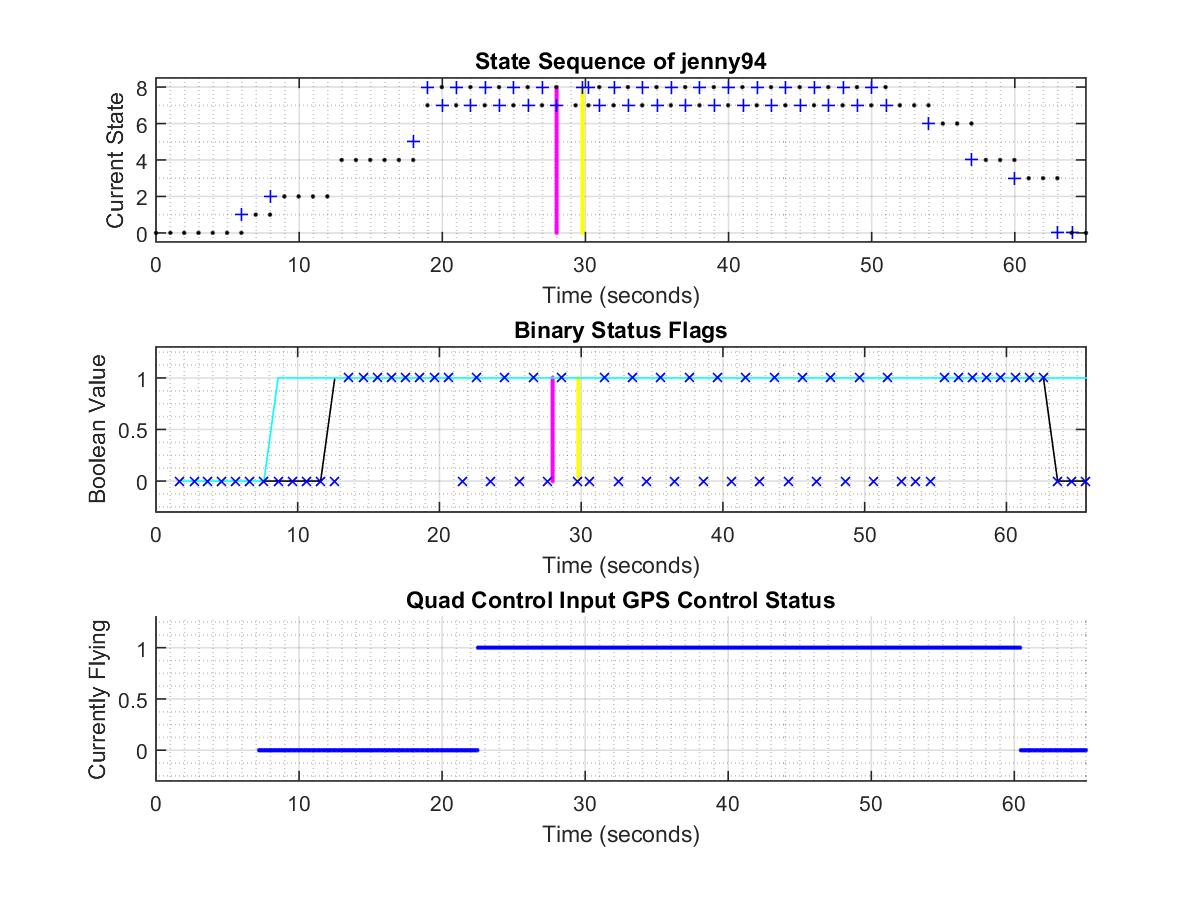 State Sequence of jenny94
Current State
8
6
4
2
0
0 10 20 30 40 50 60
Time (seconds)
Binary Status Flags
Boolean Value
1
0.5
0
0 10 20 30 40 50 60
Time (seconds)
Quad Control Input GPS Control Status
Currently Flying
1
0.5
0
0 10 20 30 40 50 60
Time (seconds)